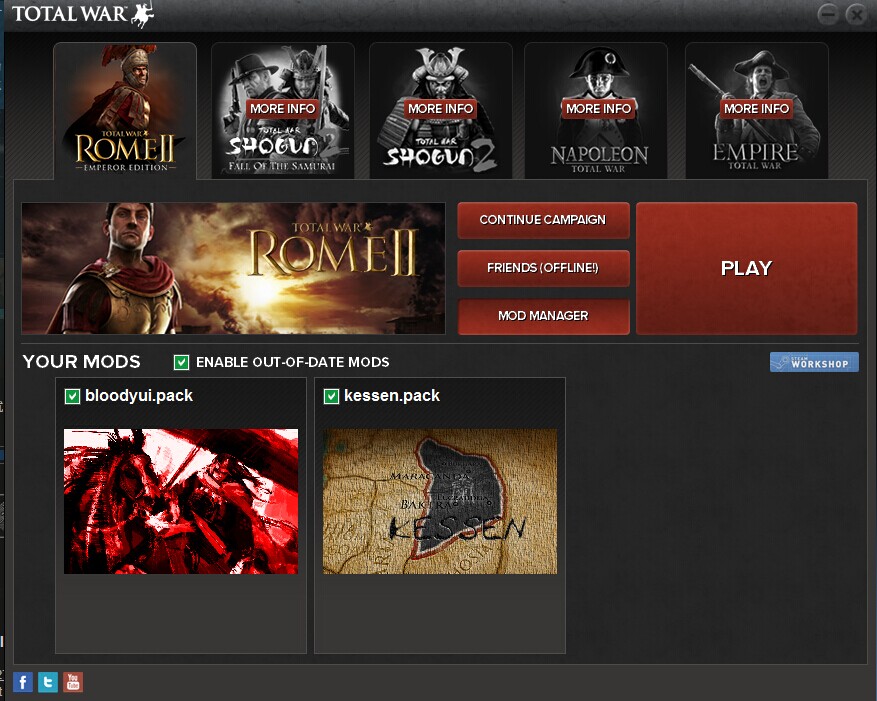 TOTAL WAR
TOTAL WAR
ROME II
EMPEROR EDITION
MORE INFO
TOTAL WAR
SHOGUN 2
FALL OF THE SAMURAI
MORE INFO
TOTAL WAR
SHOGUN 2
MORE INFO
NAPOLEON
TOTAL WAR
MORE INFO
EMPIRE
TOTAL WAR
TOTAL WAR
ROME II
CONTINUE CAMPAIGN
FRIENDS (OFFLINE!)
MOD MANAGER
PLAY
YOUR MODS
ENABLE OUT-OF-DATE MODS
STEAM
WORKSHOP
bloodyui.pack
kessen.pack
MARACANDA
BAKTRA
KESSEN
f
t
You
Tube